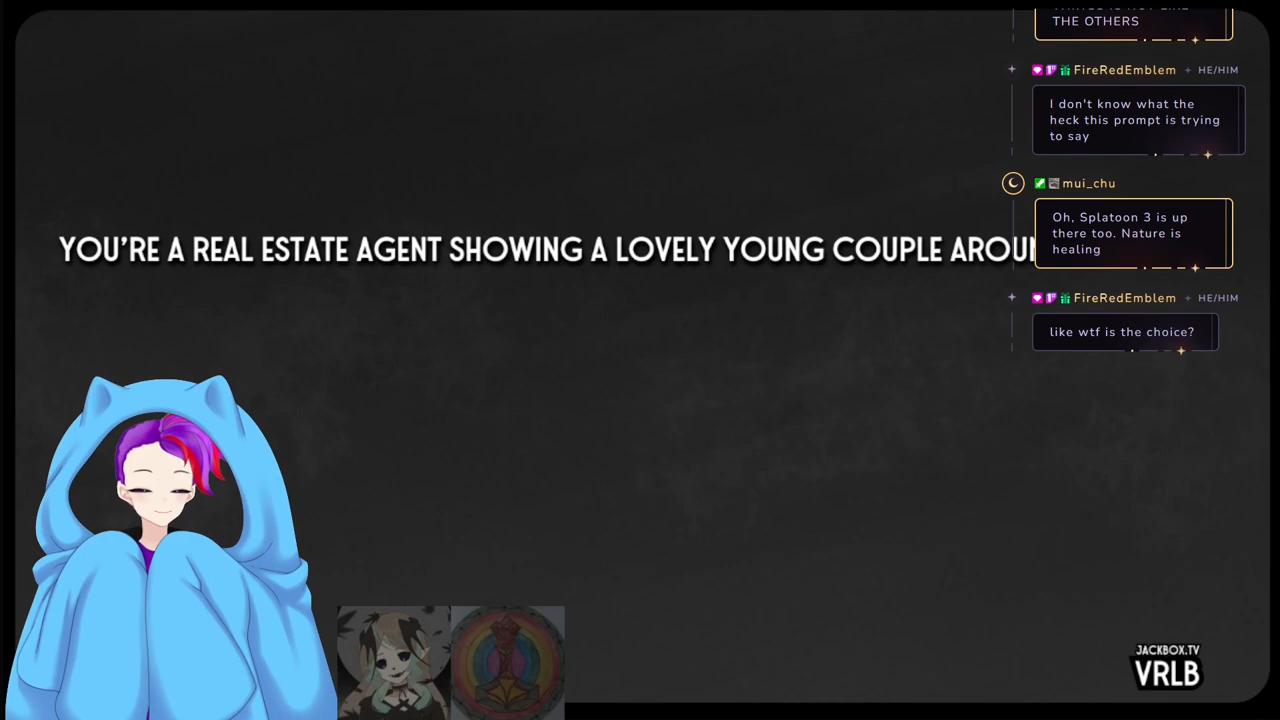 THE OTHERS
FireRedEmblem HE/HIM
I don't know what the
heck this prompt is trying
to say
mui_chu
Oh, Splatoon 3 is up
there too. Nature is
healing
YOU'RE A REAL ESTATE AGENT SHOWING A LOVELY YOUNG COUPLE
FireRedEmblem HE/HIM
like wtf is the choice?
JACKBOX.TV
VRLB